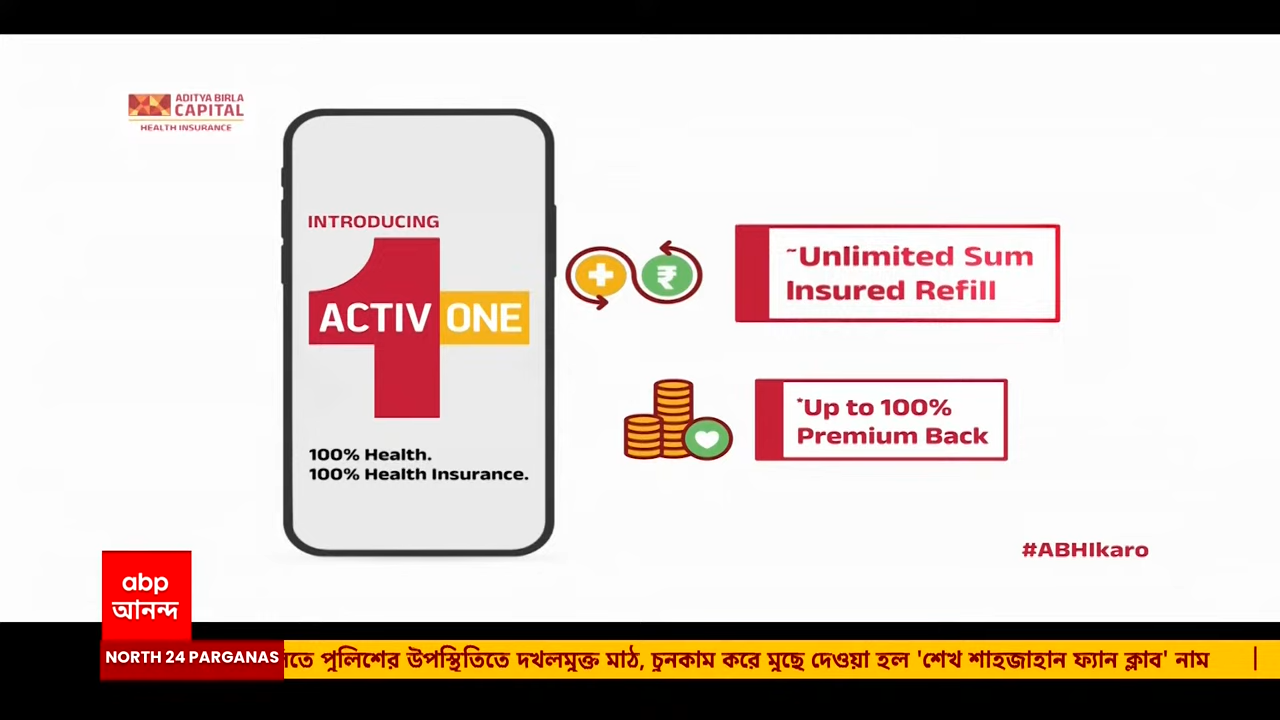 ADITYA BIRLA
CAPITAL
HEALTH INSURANCE
INTRODUCING
1
ACTIV ONE
100% Health.
100% Health Insurance.
~Unlimited Sum
Insured Refill
*Up to 100%
Premium Back
#ABHIkaro
abp
আনন্দ
NORTH 24 PARGANAS
পুলিশের উপস্থিতিতে দখলমুক্ত মাঠ, চুনকাম করে মুছে দেওয়া হল 'শেখ শাহজাহান ফ্যান ক্লাব' নাম |